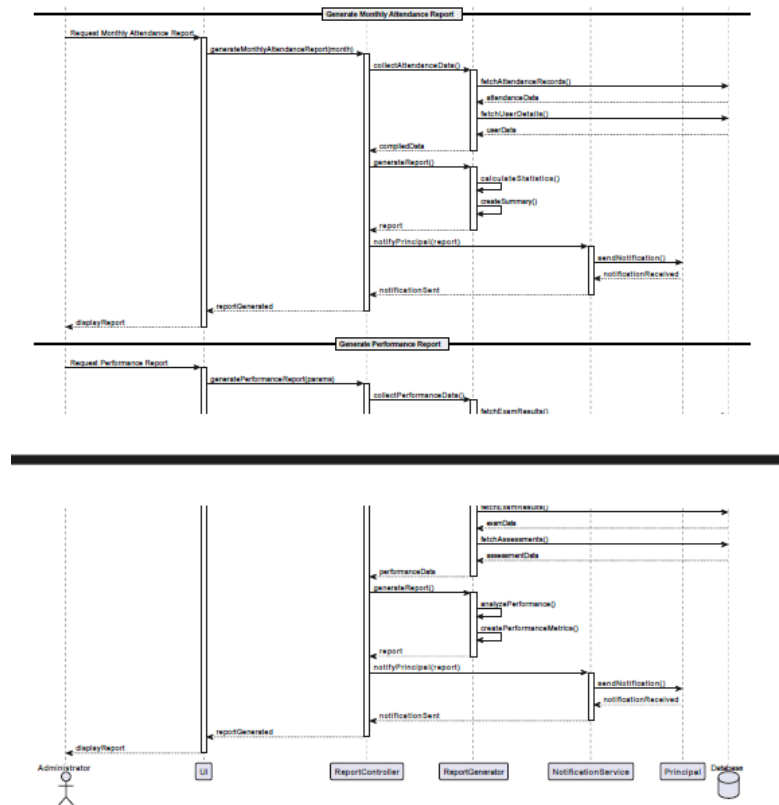 Generate Monthly Attendance Report
Request Monthly Attendance Report
generateMonthlyAttendanceReport(month)
collectAttendanceData()
fetchAttendanceRecords()
attendanceData
fetchUserDetails()
userData
compiledData
generateReport()
calculateStatistics()
createSummary()
report
notifyPrincipal(report)
sendNotification()
notificationReceived
notificationSent
reportGenerated
displayReport
Generate Performance Report
Request Performance Report
generatePerformanceReport(params)
collectPerformanceData()
fetchExamResults()
fetchExamResults()
examData
fetchAssessments()
assessmentData
performanceData
generateReport()
analyzePerformance()
createPerformanceMetrics()
report
notifyPrincipal(report)
sendNotification()
notificationReceived
notificationSent
reportGenerated
displayReport
Administrator
UI
ReportController
ReportGenerator
NotificationService
Principal
Database